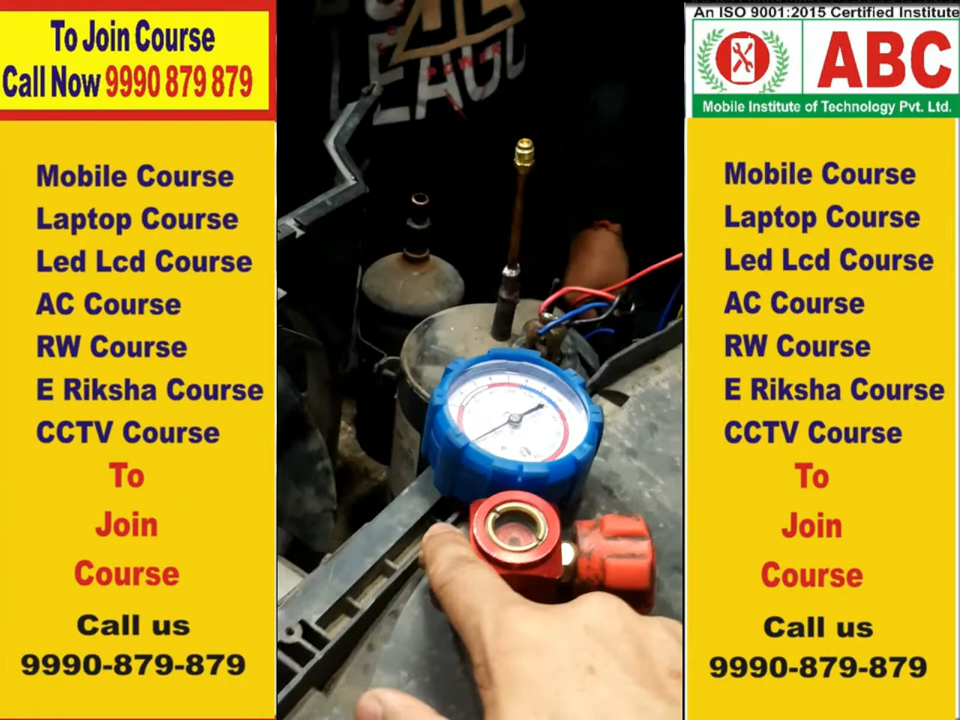 To Join Course
Call Now 9990 879 879
Mobile Course
Laptop Course
Led Lcd Course
AC Course
RW Course
E Riksha Course
CCTV Course
To
Join
Course
Call us
9990-879-879
LEAGU
POWER
An ISO 9001:2015 Certified Institute
ABC
Mobile Institute of Technology Pvt. Ltd.
Mobile Course
Laptop Course
Led Lcd Course
AC Course
RW Course
E Riksha Course
CCTV Course
To
Join
Course
Call us
9990-879-879